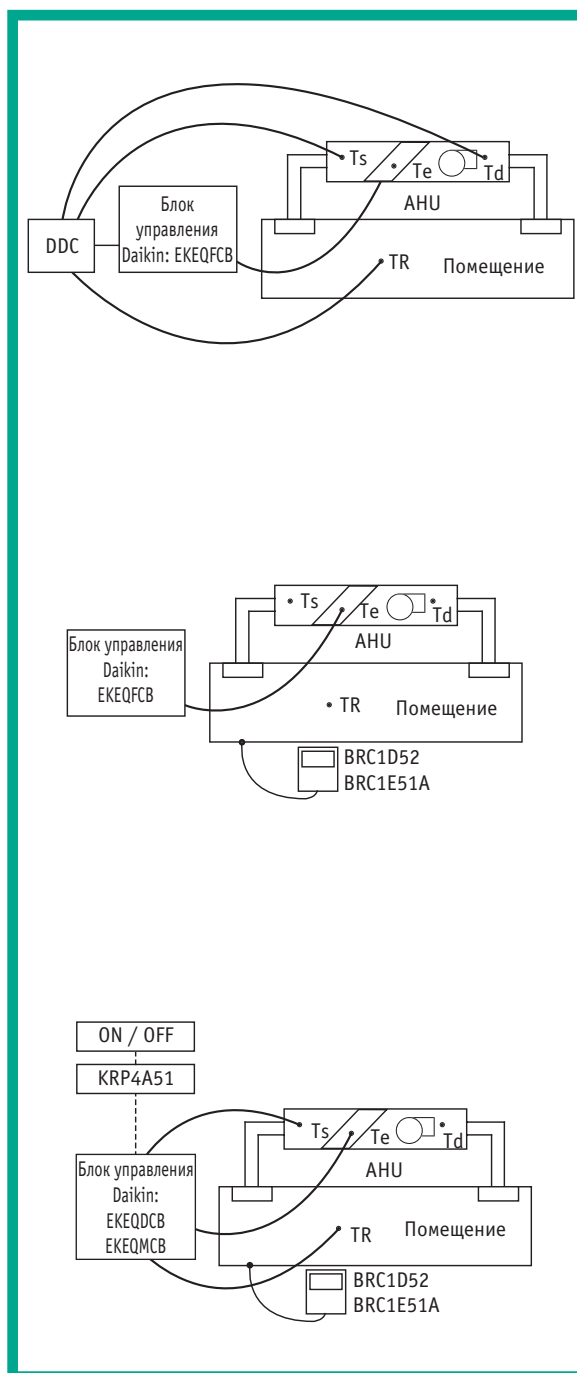 Ts
Te
Td
AHU
DDC
Блок
управления
Daikin: EKEQFCB
TR
Помещение
Ts
Te
Td
AHU
Блок управления
Daikin:
EKEQFCB
TR
Помещение
BRC1D52
BRC1E51A
ON / OFF
KRP4A51
Ts
Te
Td
AHU
Блок управления
Daikin:
EKEQDCB
EKEQMCB
TR
Помещение
BRC1D52
BRC1E51A